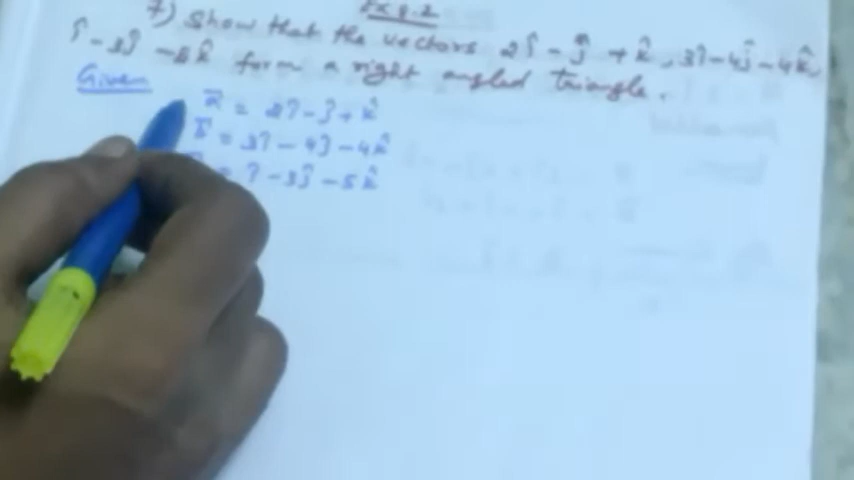 Ex 8.2
7) Show that the vectors 2î - ĵ + k̂, 3î - 4ĵ - 4k̂,
î - 3ĵ - 5k̂ form a right angled triangle.
Given
a⃗ = 2î - ĵ + k̂
b⃗ = 3î - 4ĵ - 4k̂
= î - 3ĵ - 5k̂